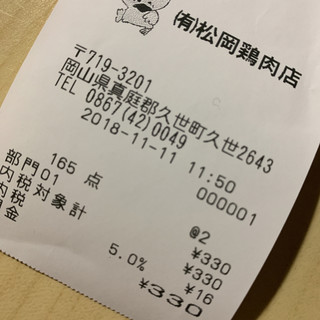 (有)松岡鶏肉店
〒719-3201
岡山県真庭郡久世町久世2643
TEL 0867(42)0049
2018-11-11 11:50
000001
165 点 @2
部門01 ¥330
内税対象計 ¥330
内税 5.0% ¥16
現金 ¥330